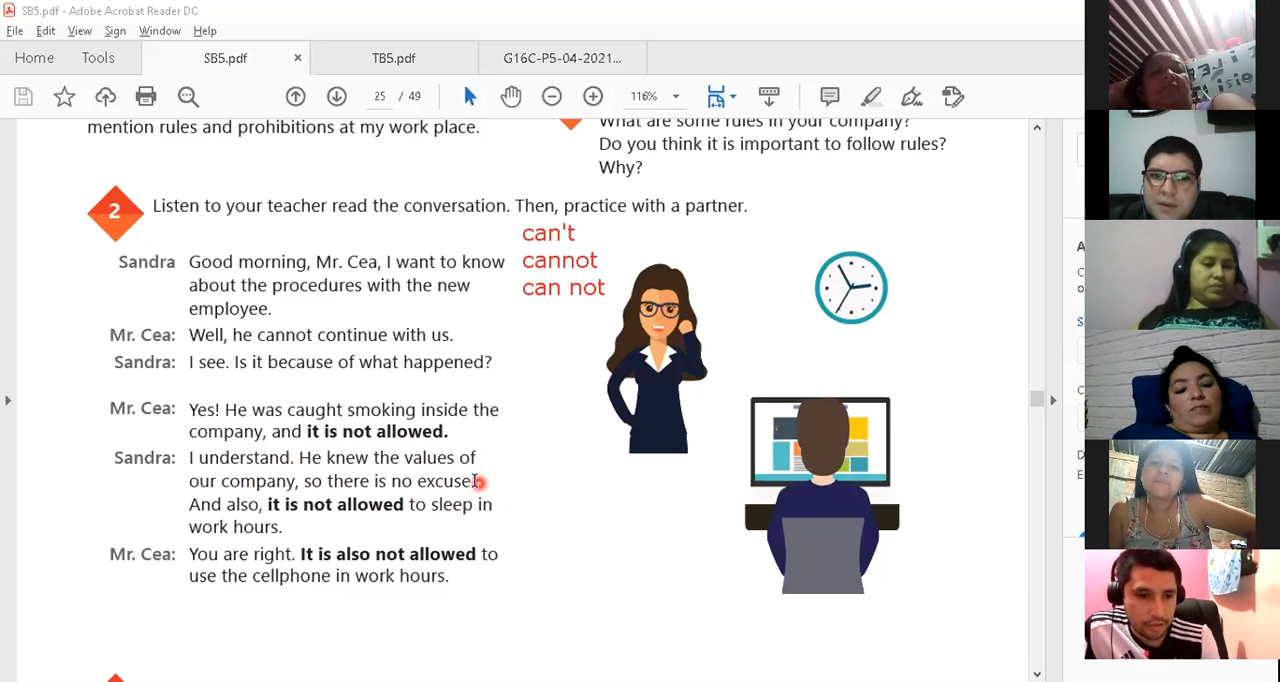 SB5.pdf - Adobe Acrobat Reader DC
File Edit View Sign Window Help
Home Tools SB5.pdf × TB5.pdf G16C-P5-04-2021...
25 / 49 116%
mention rules and prohibitions at my work place.
What are some rules in your company?
Do you think it is important to follow rules?
Why?
2 Listen to your teacher read the conversation. Then, practice with a partner.
can't
cannot
can not
Sandra Good morning, Mr. Cea, I want to know
about the procedures with the new
employee.
Mr. Cea: Well, he cannot continue with us.
Sandra: I see. Is it because of what happened?
Mr. Cea: Yes! He was caught smoking inside the
company, and it is not allowed.
Sandra: I understand. He knew the values of
our company, so there is no excuse.
And also, it is not allowed to sleep in
work hours.
Mr. Cea: You are right. It is also not allowed to
use the cellphone in work hours.